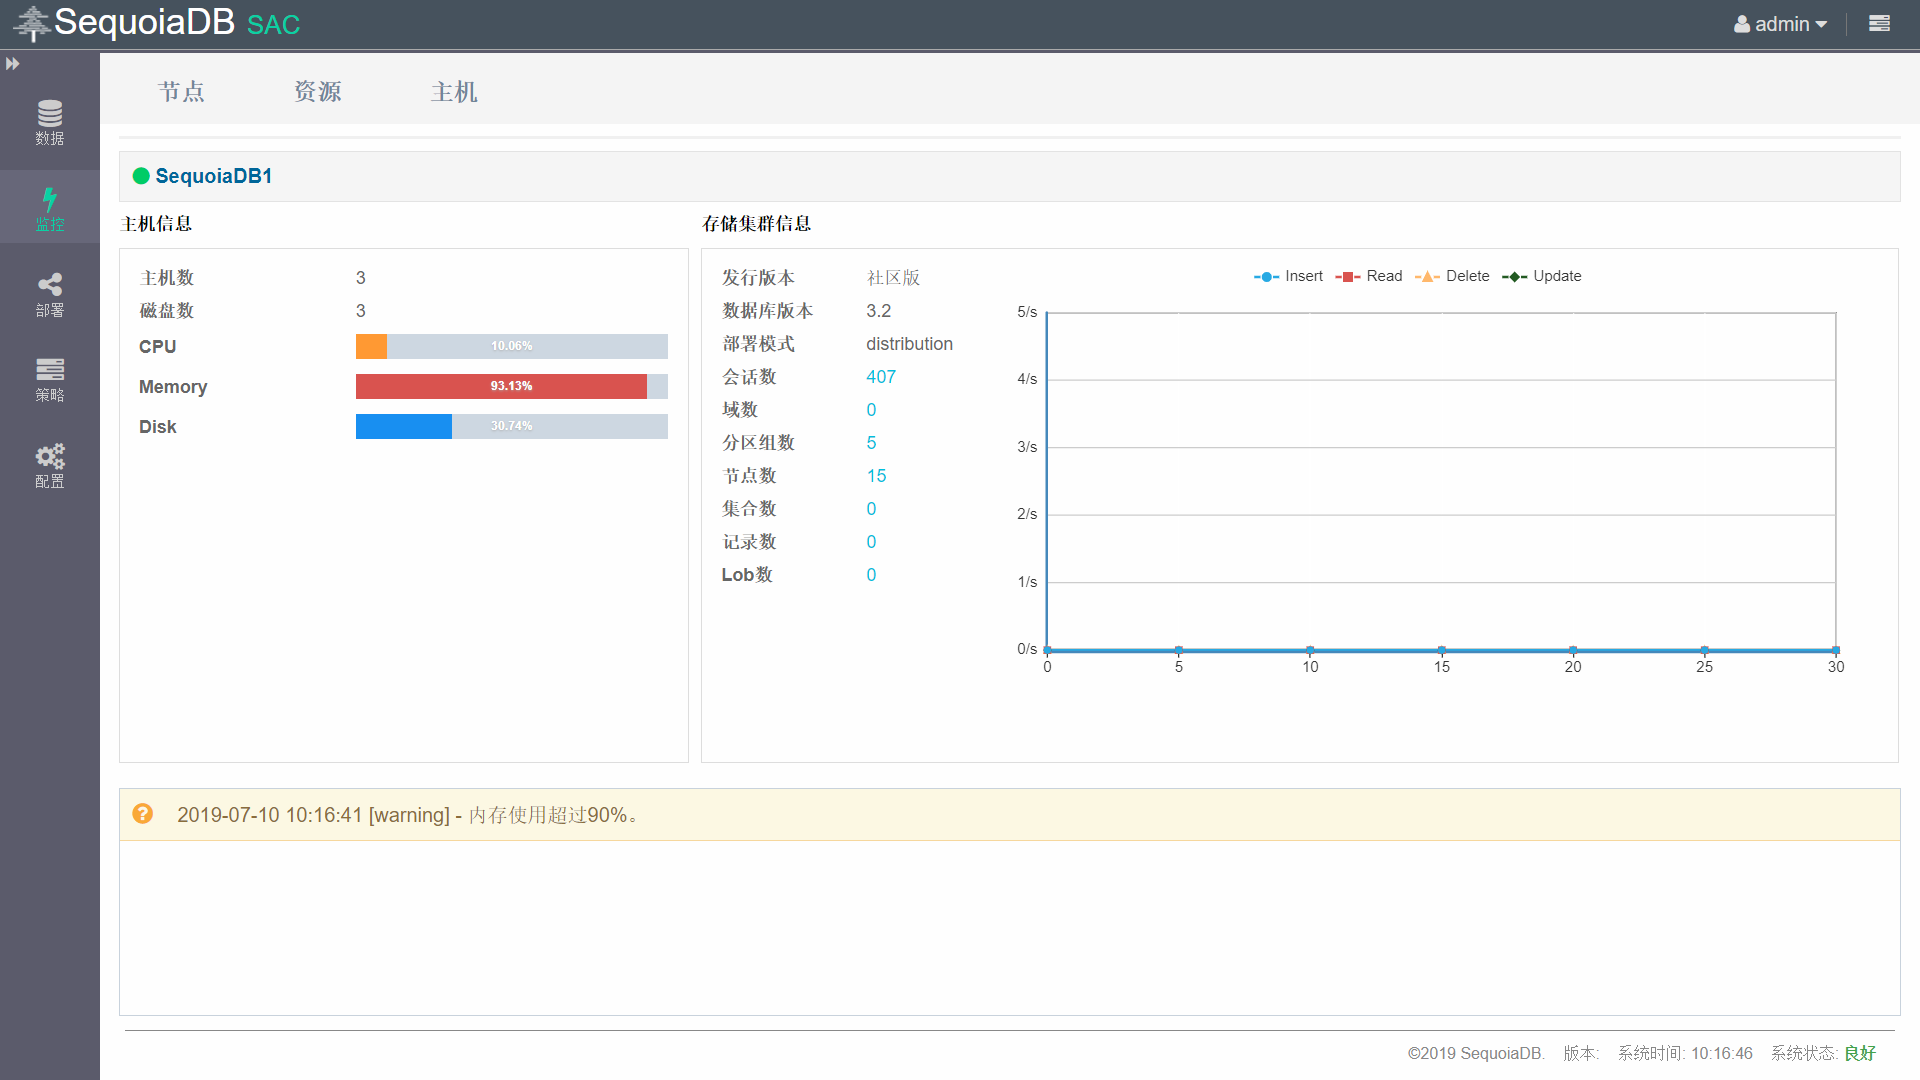 SequoiaDB SAC
admin
节点 资源 主机
数据
监控
部署
策略
配置
SequoiaDB1
主机信息
主机数 3
磁盘数 3
CPU 10.06%
Memory 93.13%
Disk 30.74%
存储集群信息
发行版本 社区版
数据库版本 3.2
部署模式 distribution
会话数 407
域数 0
分区组数 5
节点数 15
集合数 0
记录数 0
Lob数 0
Insert Read Delete Update
5/s
4/s
3/s
2/s
1/s
0/s
0 5 10 15 20 25 30
2019-07-10 10:16:41 [warning] - 内存使用超过90%。
©2019 SequoiaDB. 版本: 系统时间: 10:16:46 系统状态: 良好